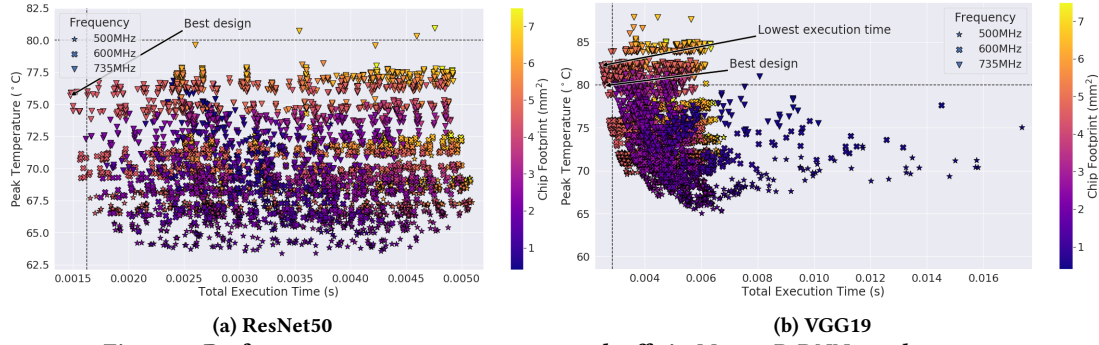 82.5
80.0
77.5
75.0
72.5
70.0
67.5
65.0
62.5
Peak Temperature (°C)
Frequency
500MHz
600MHz
735MHz
Best design
0.0015
0.0020
0.0025
0.0030
0.0035
0.0040
0.0045
0.0050
Total Execution Time (s)
7
6
5
4
3
2
1
Chip Footprint (mm²)
(a) ResNet50
85
80
75
70
65
60
Peak Temperature (°C)
Lowest execution time
Best design
Frequency
500MHz
600MHz
735MHz
0.004
0.006
0.008
0.010
0.012
0.014
0.016
Total Execution Time (s)
7
6
5
4
3
2
1
Chip Footprint (mm²)
(b) VGG19